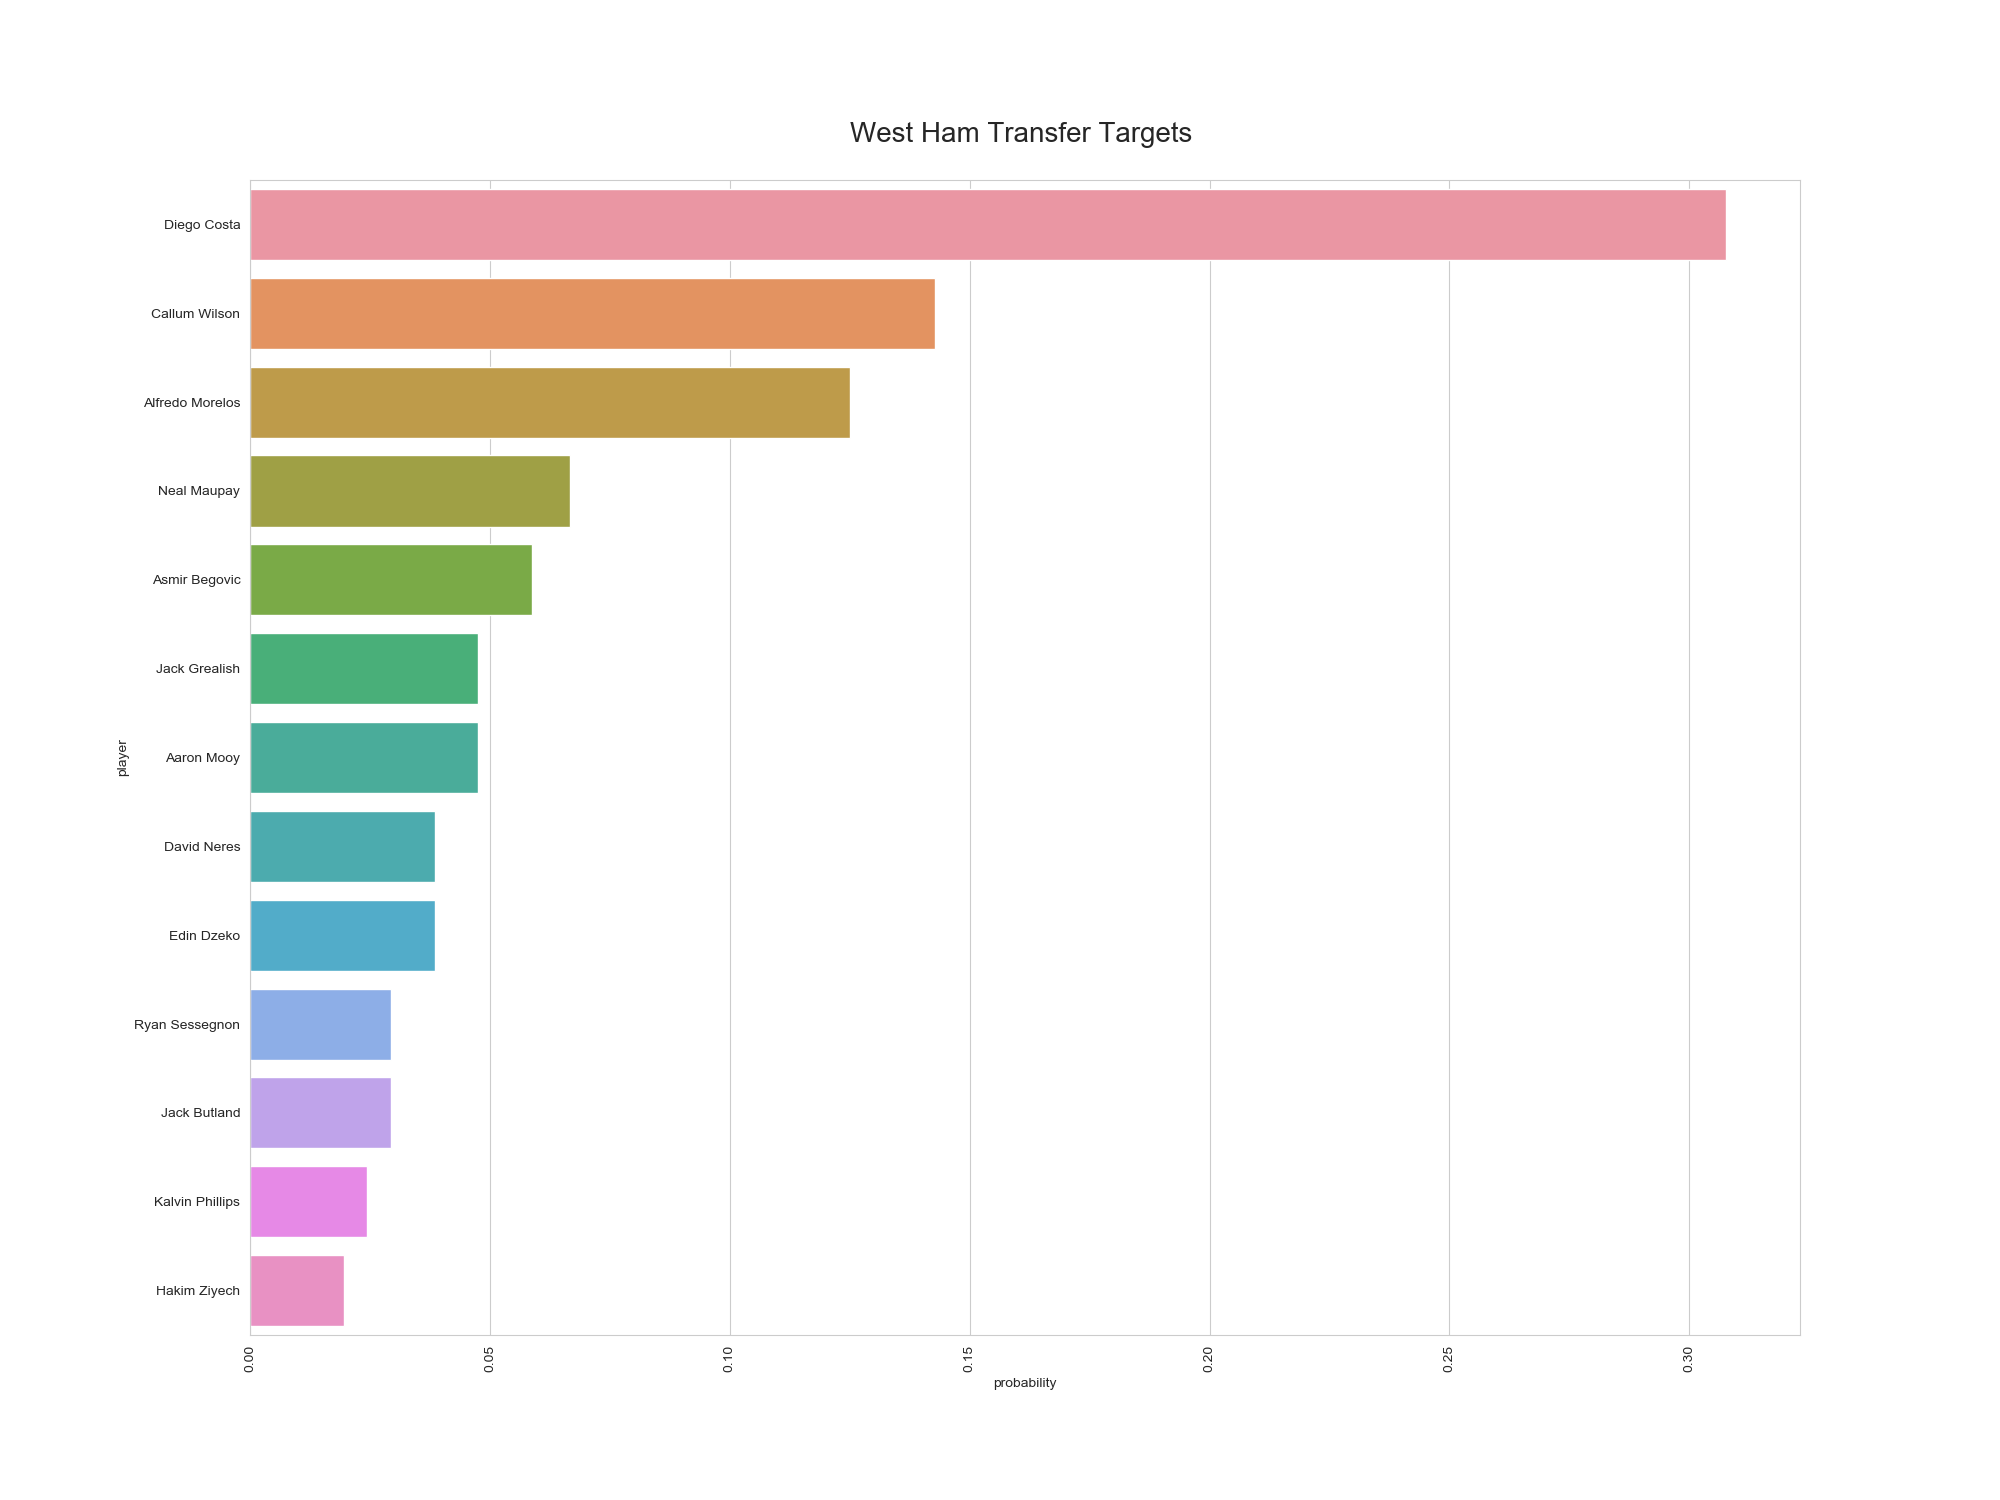 West Ham Transfer Targets
Diego Costa
Callum Wilson
Alfredo Morelos
Neal Maupay
Asmir Begovic
Jack Grealish
Aaron Mooy
David Neres
Edin Dzeko
Ryan Sessegnon
Jack Butland
Kalvin Phillips
Hakim Ziyech
player
0.00 0.05 0.10 0.15 0.20 0.25 0.30
probability